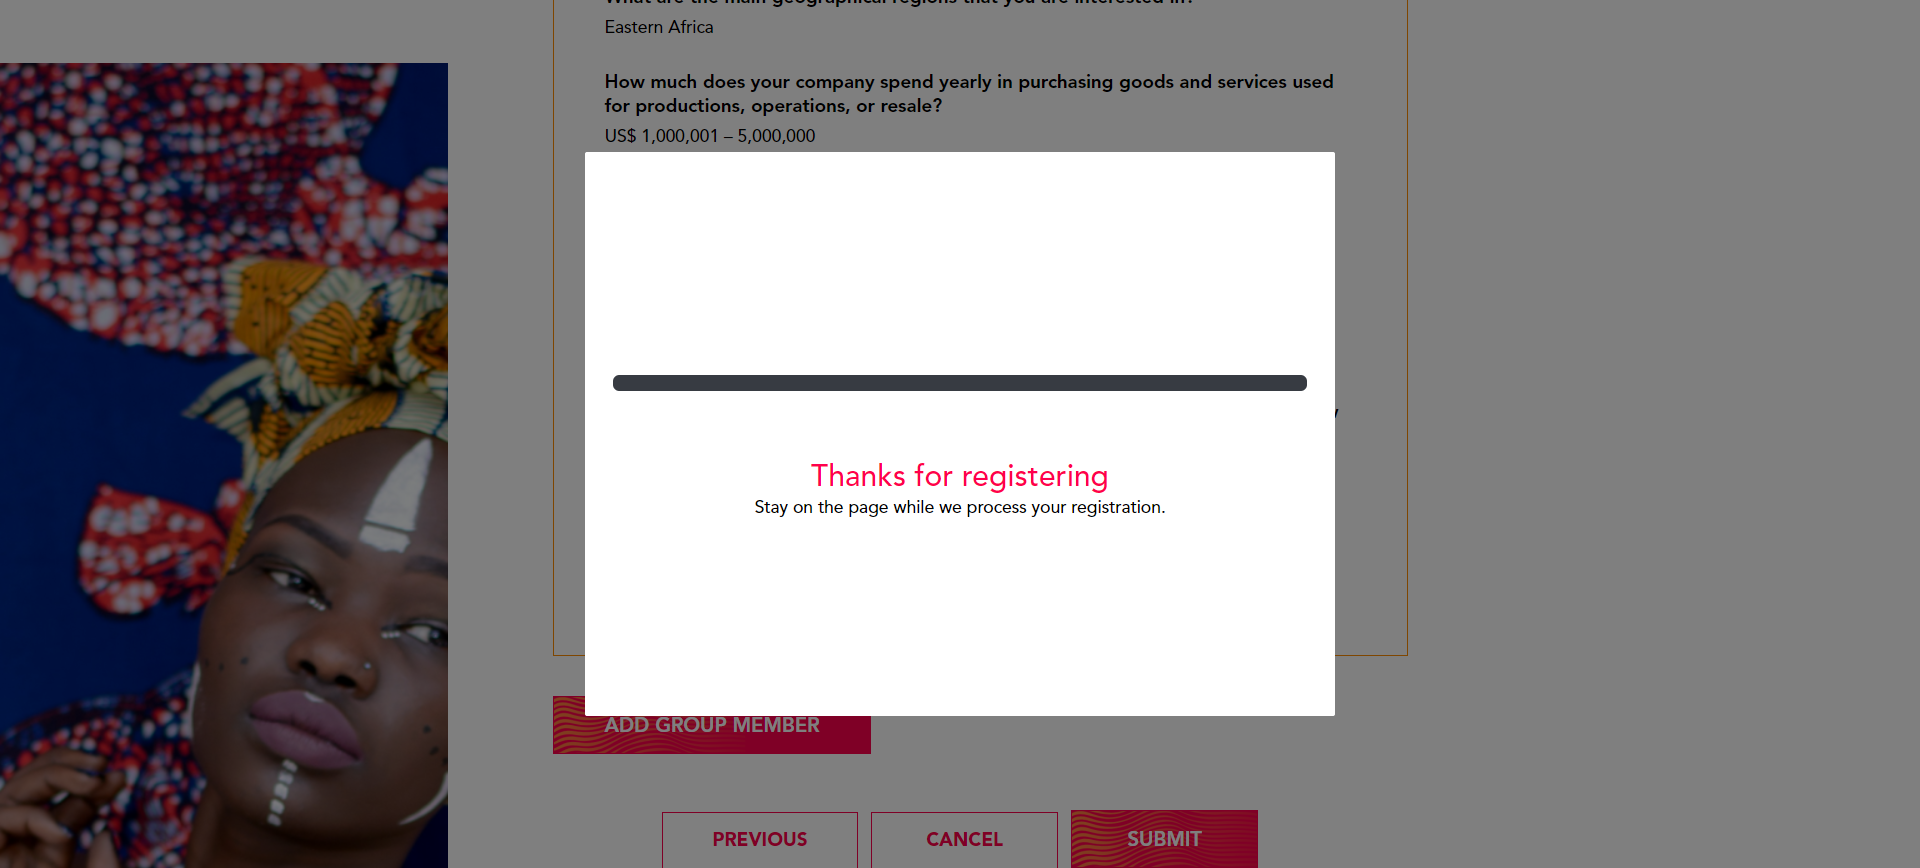 Eastern Africa
How much does your company spend yearly in purchasing goods and services used
for productions, operations, or resale?
US$ 1,000,001 – 5,000,000
Thanks for registering
Stay on the page while we process your registration.
ADD GROUP MEMBER
PREVIOUS
CANCEL
SUBMIT